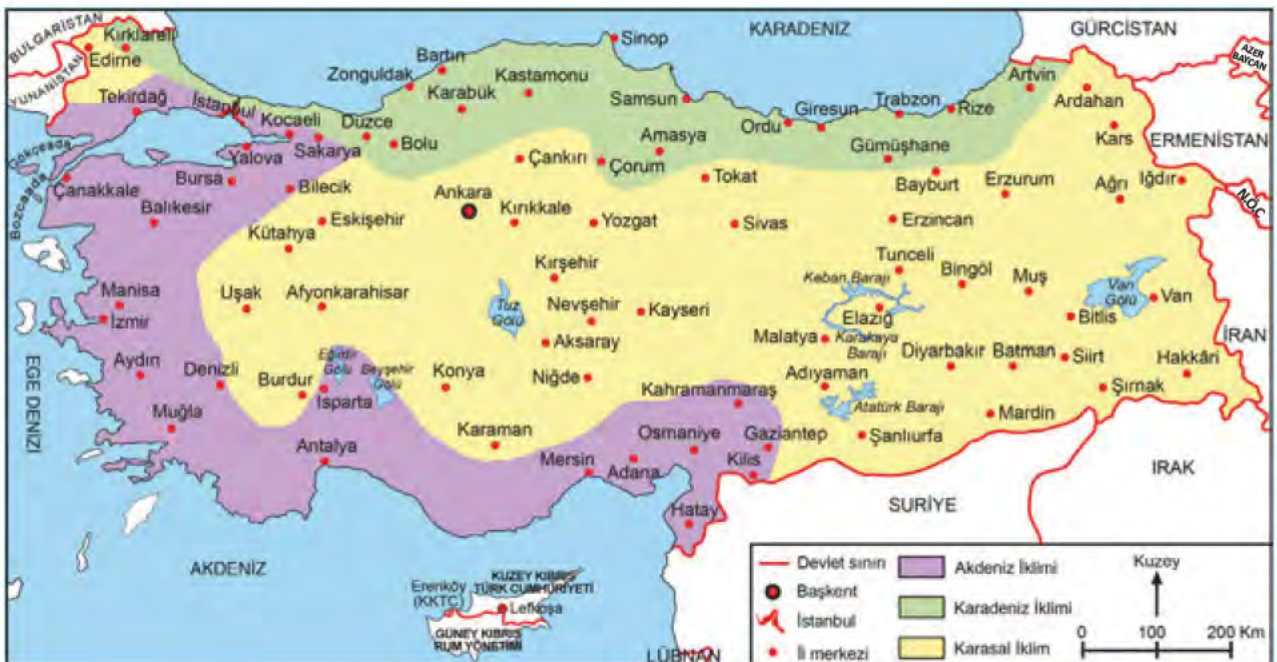 BULGARİSTAN
YUNANİSTAN
KARADENİZ
GÜRCİSTAN
AZER
BAYCAN
ERMENİSTAN
NÖÇ.
İRAN
IRAK
SURİYE
LÜBNAN
AKDENİZ
EGE DENİZİ
Gökçeada
Bozcaada
Kırklareli
Edirne
Tekirdağ
İstanbul
Kocaeli
Yalova
Sakarya
Düzce
Bolu
Zonguldak
Bartın
Karabük
Kastamonu
Sinop
Samsun
Amasya
Çorum
Çankırı
Tokat
Ordu
Giresun
Trabzon
Rize
Artvin
Ardahan
Kars
Gümüşhane
Bayburt
Erzurum
Ağrı
Iğdır
Çanakkale
Bursa
Bilecik
Balıkesir
Eskişehir
Kütahya
Ankara
Kırıkkale
Yozgat
Sivas
Erzincan
Tunceli
Bingöl
Muş
Van
Gölü
Van
Bitlis
Manisa
İzmir
Uşak
Afyonkarahisar
Kırşehir
Tuz
Gölü
Nevşehir
Kayseri
Aksaray
Keban Barajı
Elazığ
Malatya
Karakaya
Barajı
Diyarbakır
Batman
Siirt
Hakkâri
Şırnak
Mardin
Aydın
Denizli
Burdur
Eğirdir
Gölü
Isparta
Beyşehir
Gölü
Konya
Niğde
Kahramanmaraş
Adıyaman
Atatürk Barajı
Şanlıurfa
Muğla
Antalya
Karaman
Mersin
Adana
Osmaniye
Gaziantep
Kilis
Hatay
Erenköy
(KKTC)
KUZEY KIBRIS
TÜRK CUMHURİYETİ
Lefkoşa
GÜNEY KIBRIS
RUM YÖNETİMİ
Devlet sınırı
Başkent
İstanbul
İl merkezi
Akdeniz İklimi
Karadeniz İklimi
Karasal İklim
Kuzey
0 100 200 Km